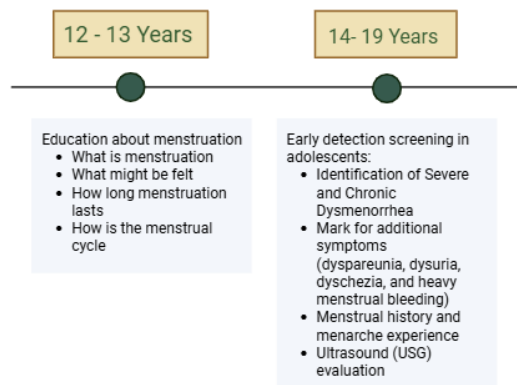 12 - 13 Years
14- 19 Years
Education about menstruation
• What is menstruation
• What might be felt
• How long menstruation
lasts
• How is the menstrual
cycle
Early detection screening in
adolescents:
• Identification of Severe
and Chronic
Dysmenorrhea
• Mark for additional
symptoms
(dyspareunia, dysuria,
dyschezia, and heavy
menstrual bleeding)
• Menstrual history and
menarche experience
• Ultrasound (USG)
evaluation